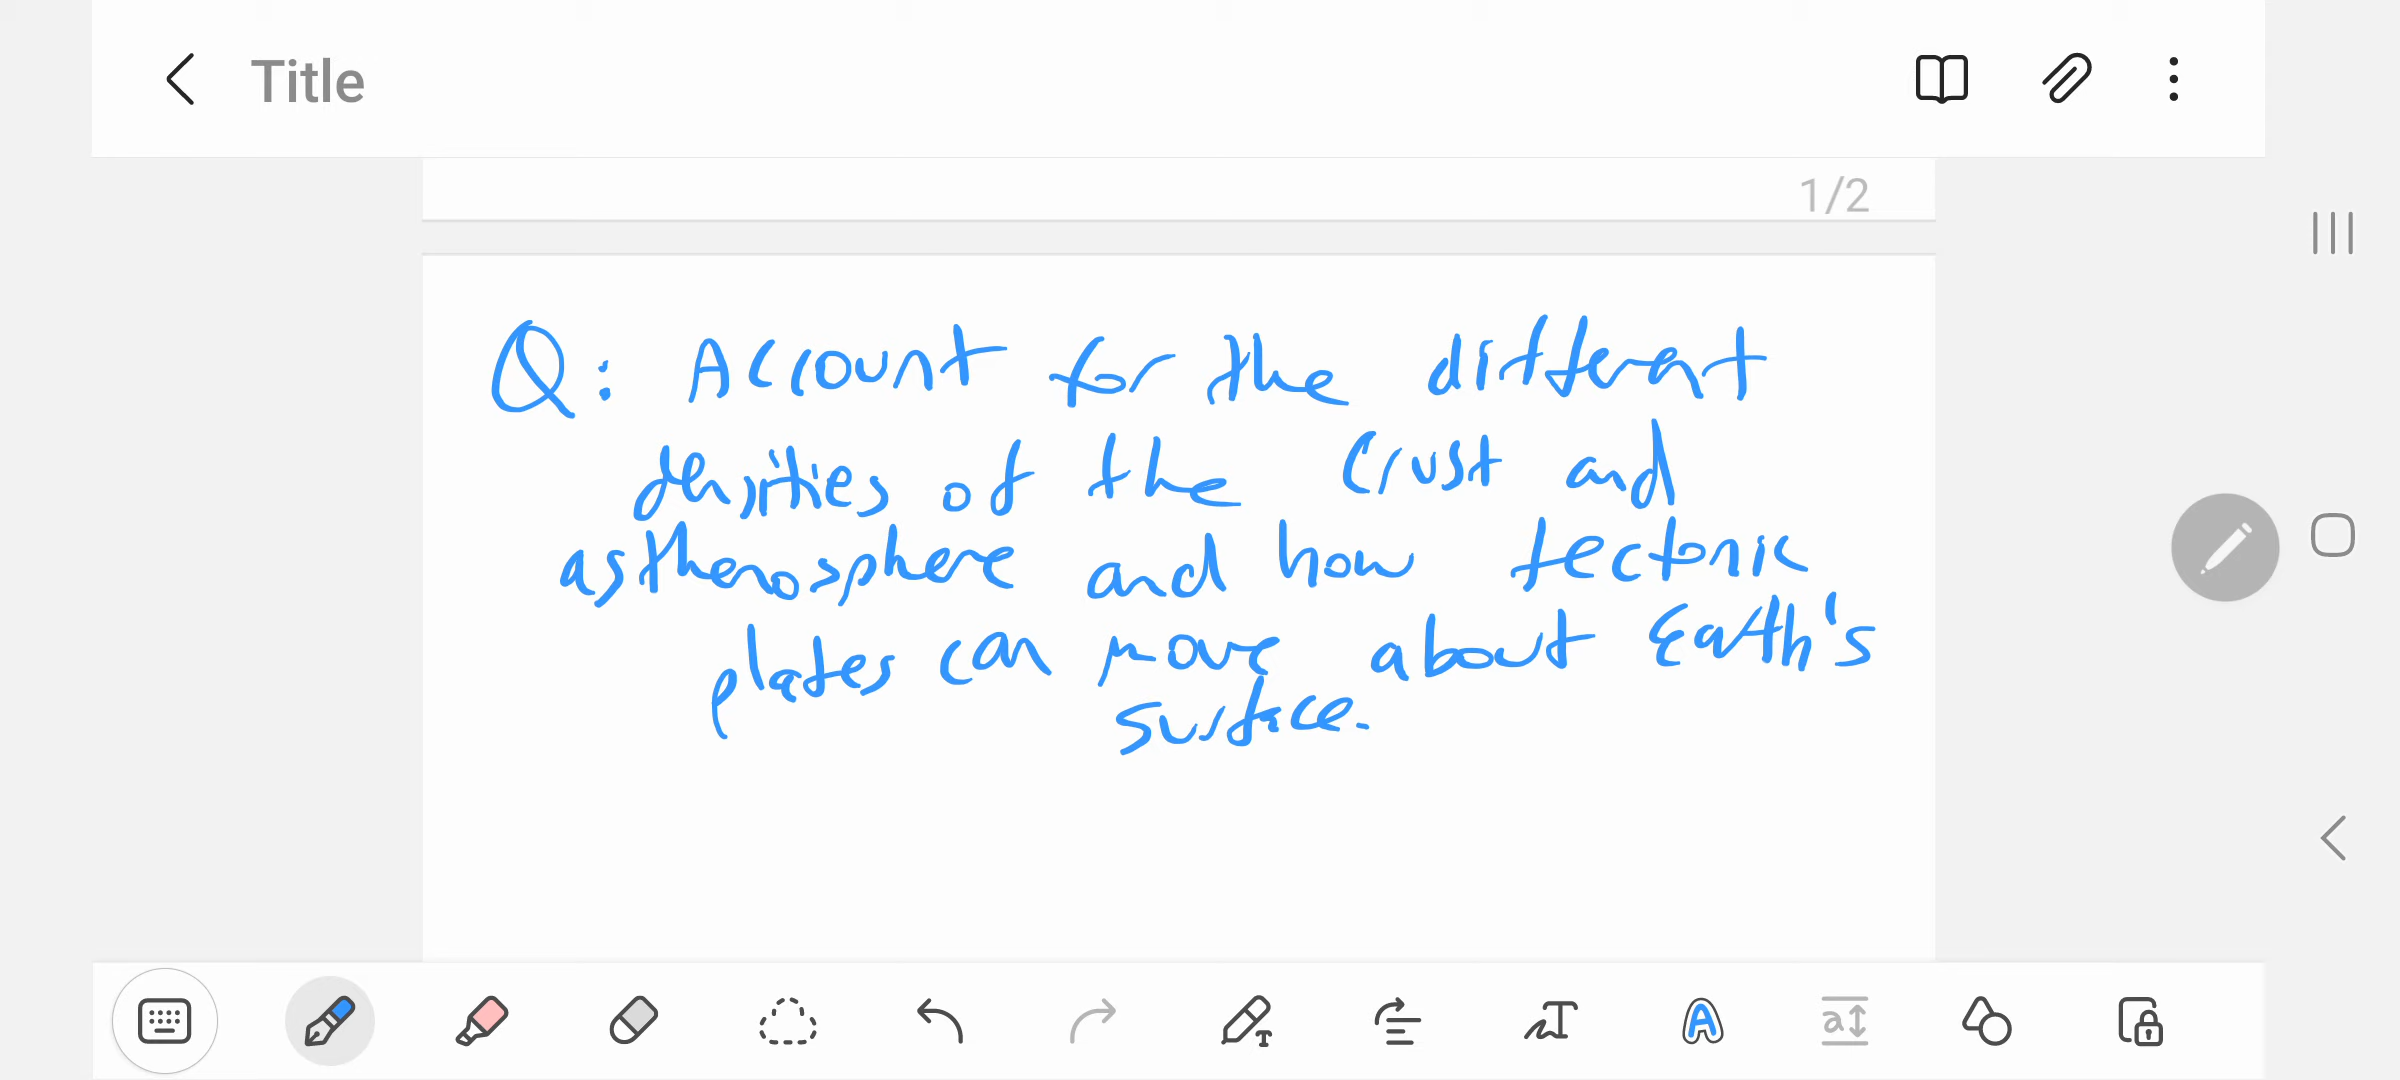 Title
1/2
Q: Account for the different
densities of the crust and
asthenosphere and how tectonic
plates can move about Earth's
surface.